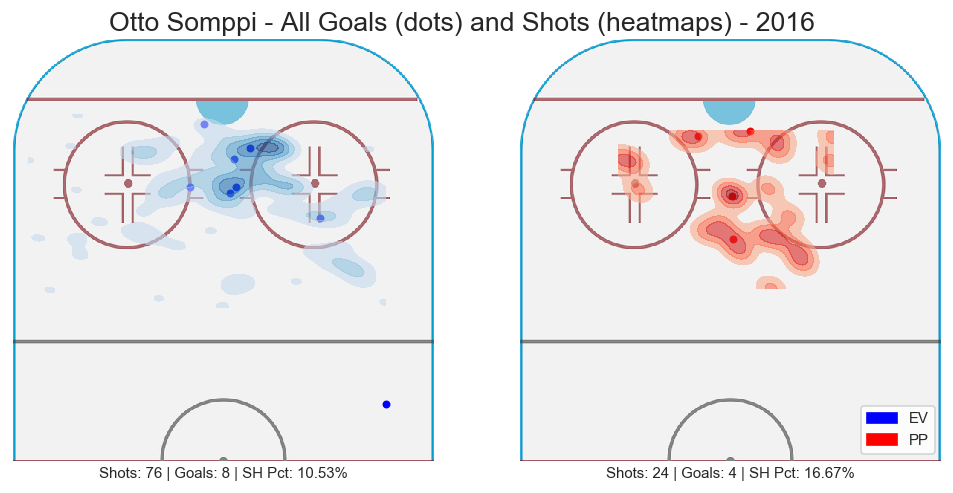 Otto Somppi - All Goals (dots) and Shots (heatmaps) - 2016
EV
PP
Shots: 76 | Goals: 8 | SH Pct: 10.53%
Shots: 24 | Goals: 4 | SH Pct: 16.67%